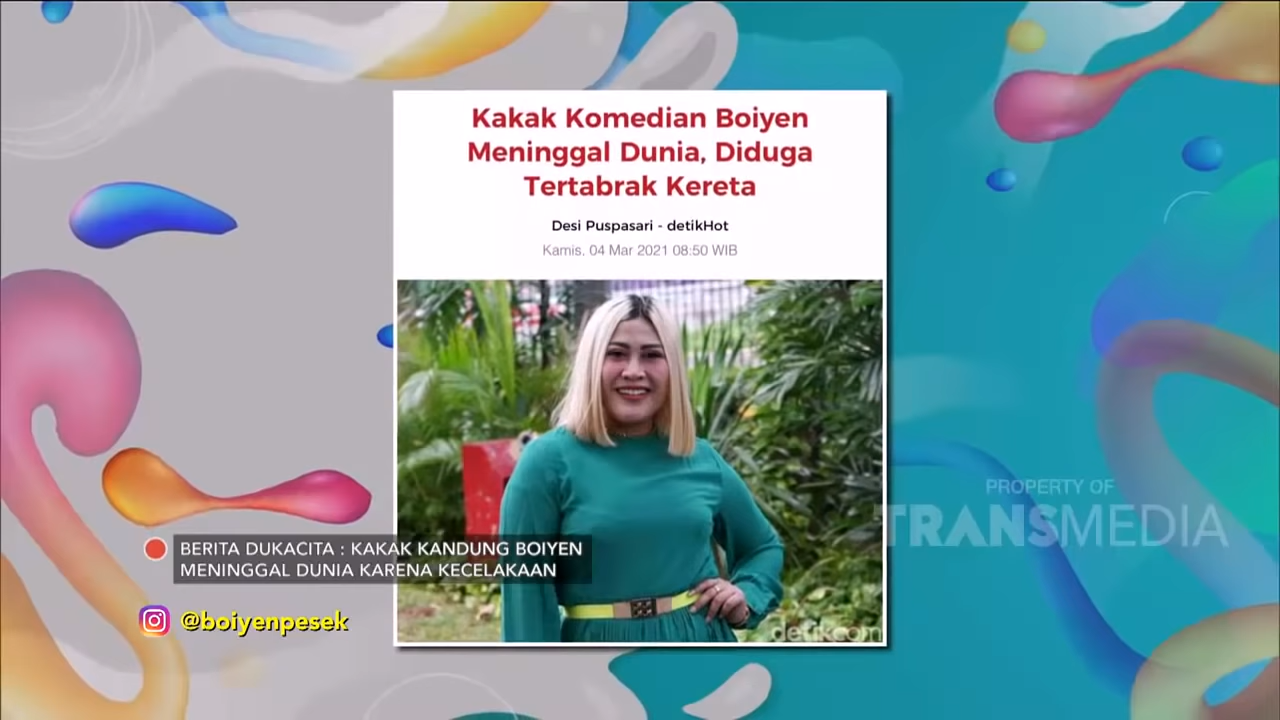 Kakak Komedian Boiyen
Meninggal Dunia, Diduga
Tertabrak Kereta
Desi Puspasari - detikHot
Kamis, 04 Mar 2021 08:50 WIB
PROPERTY OF
TRANSMEDIA
BERITA DUKACITA : KAKAK KANDUNG BOIYEN
MENINGGAL DUNIA KARENA KECELAKAAN
@boiyenpesek
detikcom